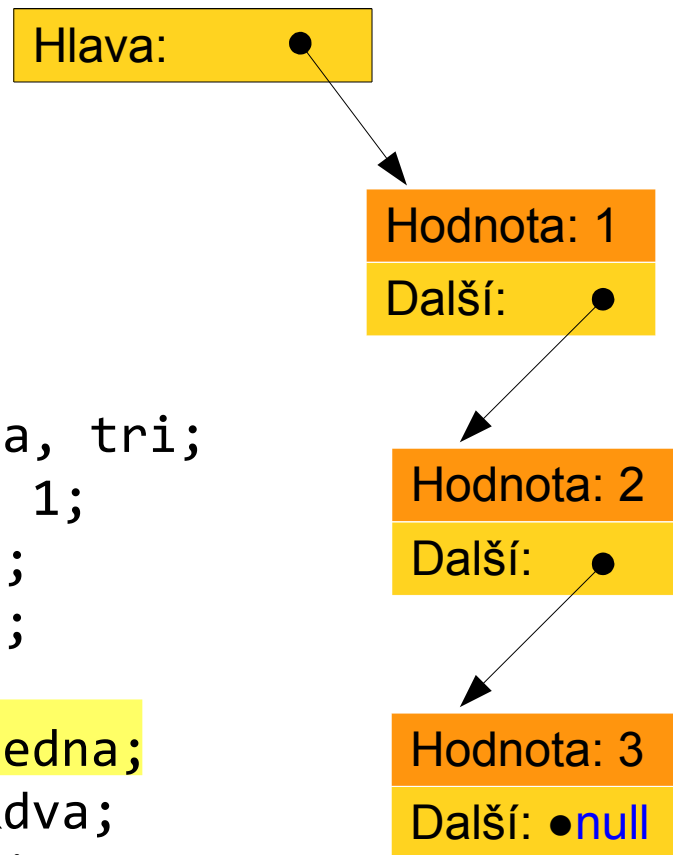 Hlava:
Hodnota: 1
Další:
a, tri;
1;
;
;
edna;
dva;
Hodnota: 2
Další:
Hodnota: 3
Další: null